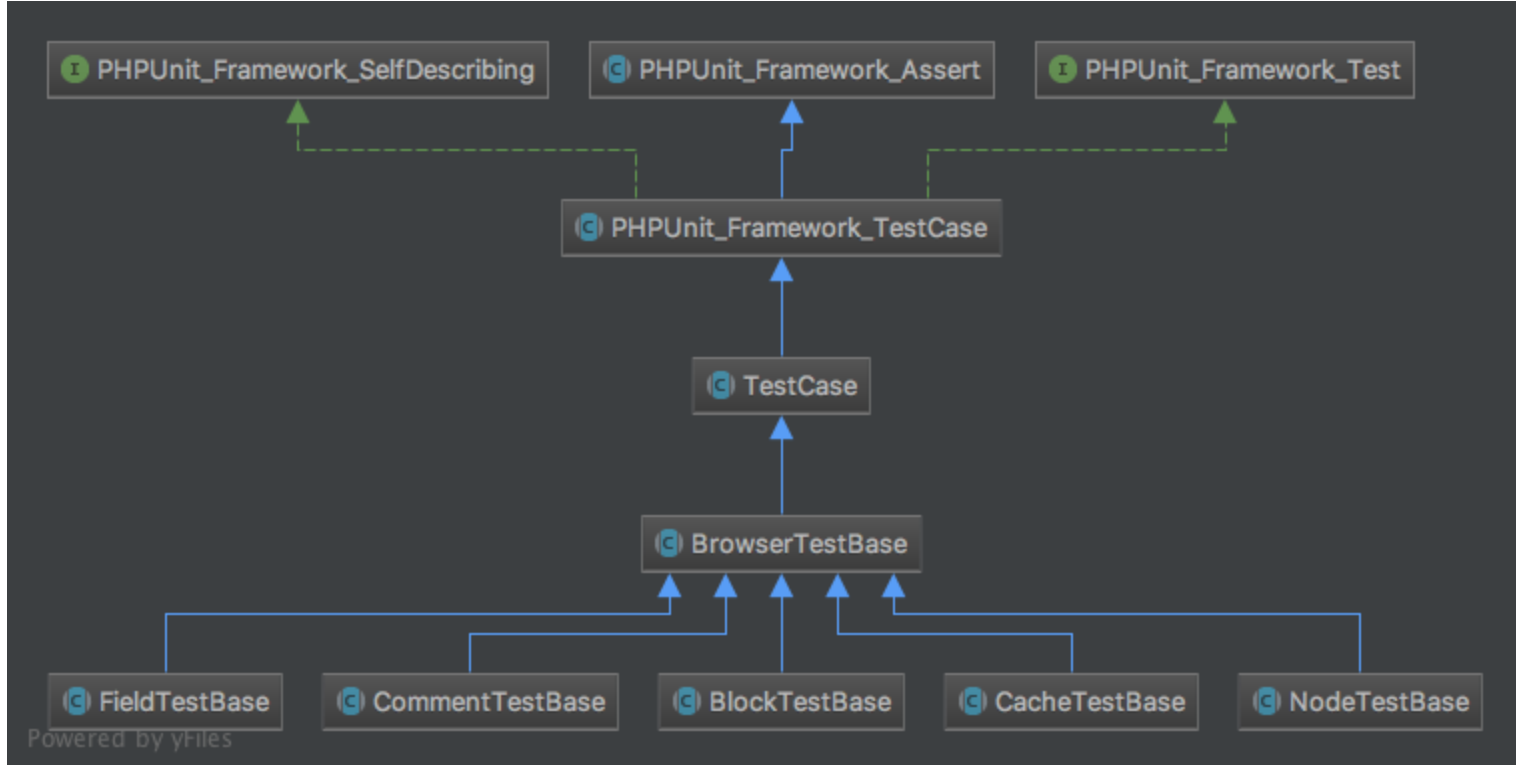 I PHPUnit_Framework_SelfDescribing
C PHPUnit_Framework_Assert
I PHPUnit_Framework_Test
C PHPUnit_Framework_TestCase
C TestCase
C BrowserTestBase
C FieldTestBase
C CommentTestBase
C BlockTestBase
C CacheTestBase
C NodeTestBase
Powered by yFiles